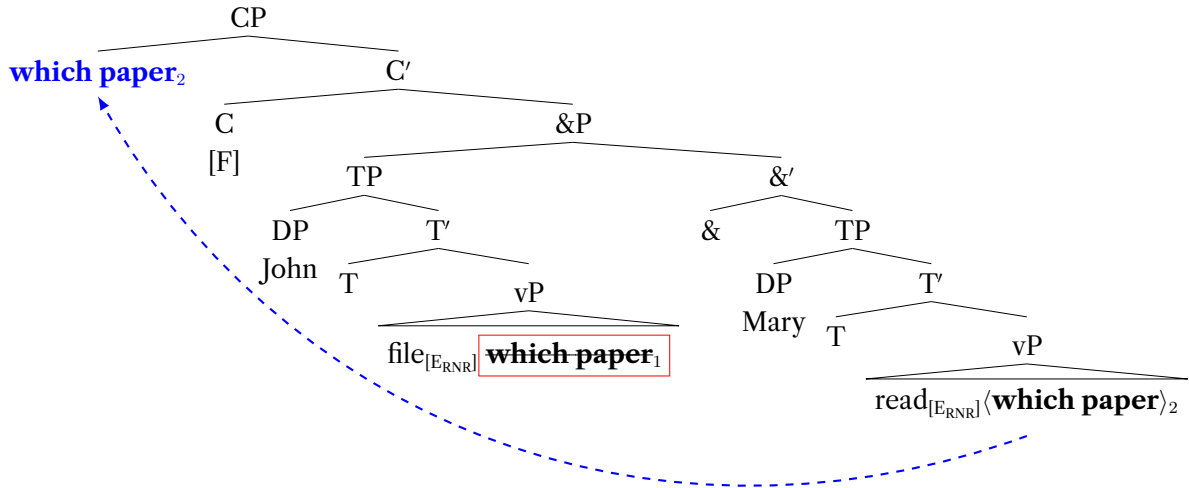 CP
which paper₂
C′
C
[F]
&P
TP
&′
DP
John
T′
&
TP
T
vP
DP
Mary
T′
file[E_RNR] which paper₁
T
vP
read[E_RNR]⟨which paper⟩₂